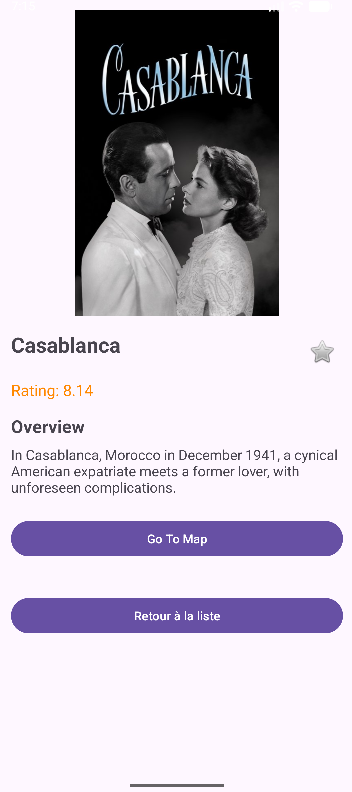 CASABLANCA
Casablanca
Rating: 8.14
Overview
In Casablanca, Morocco in December 1941, a cynical
American expatriate meets a former lover, with
unforeseen complications.
Go To Map
Retour à la liste